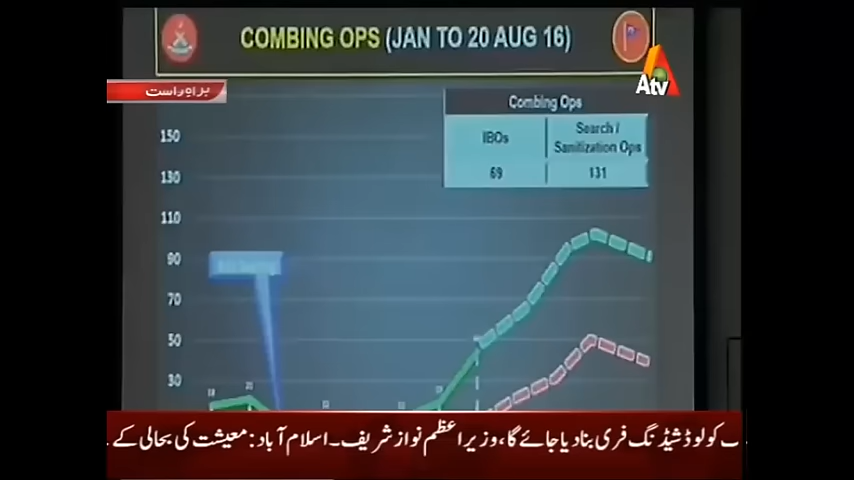 COMBING OPS (JAN TO 20 AUG 16)
Atv
براہ راست
Combing Ops
IBOs
Search /
Sanitization Ops
69
131
150
130
110
90
70
50
30
کو لوڈشیڈنگ فری بنا دیا جائے گا، وزیر اعظم نواز شریف۔ اسلام آباد: معیشت کی بحالی کے